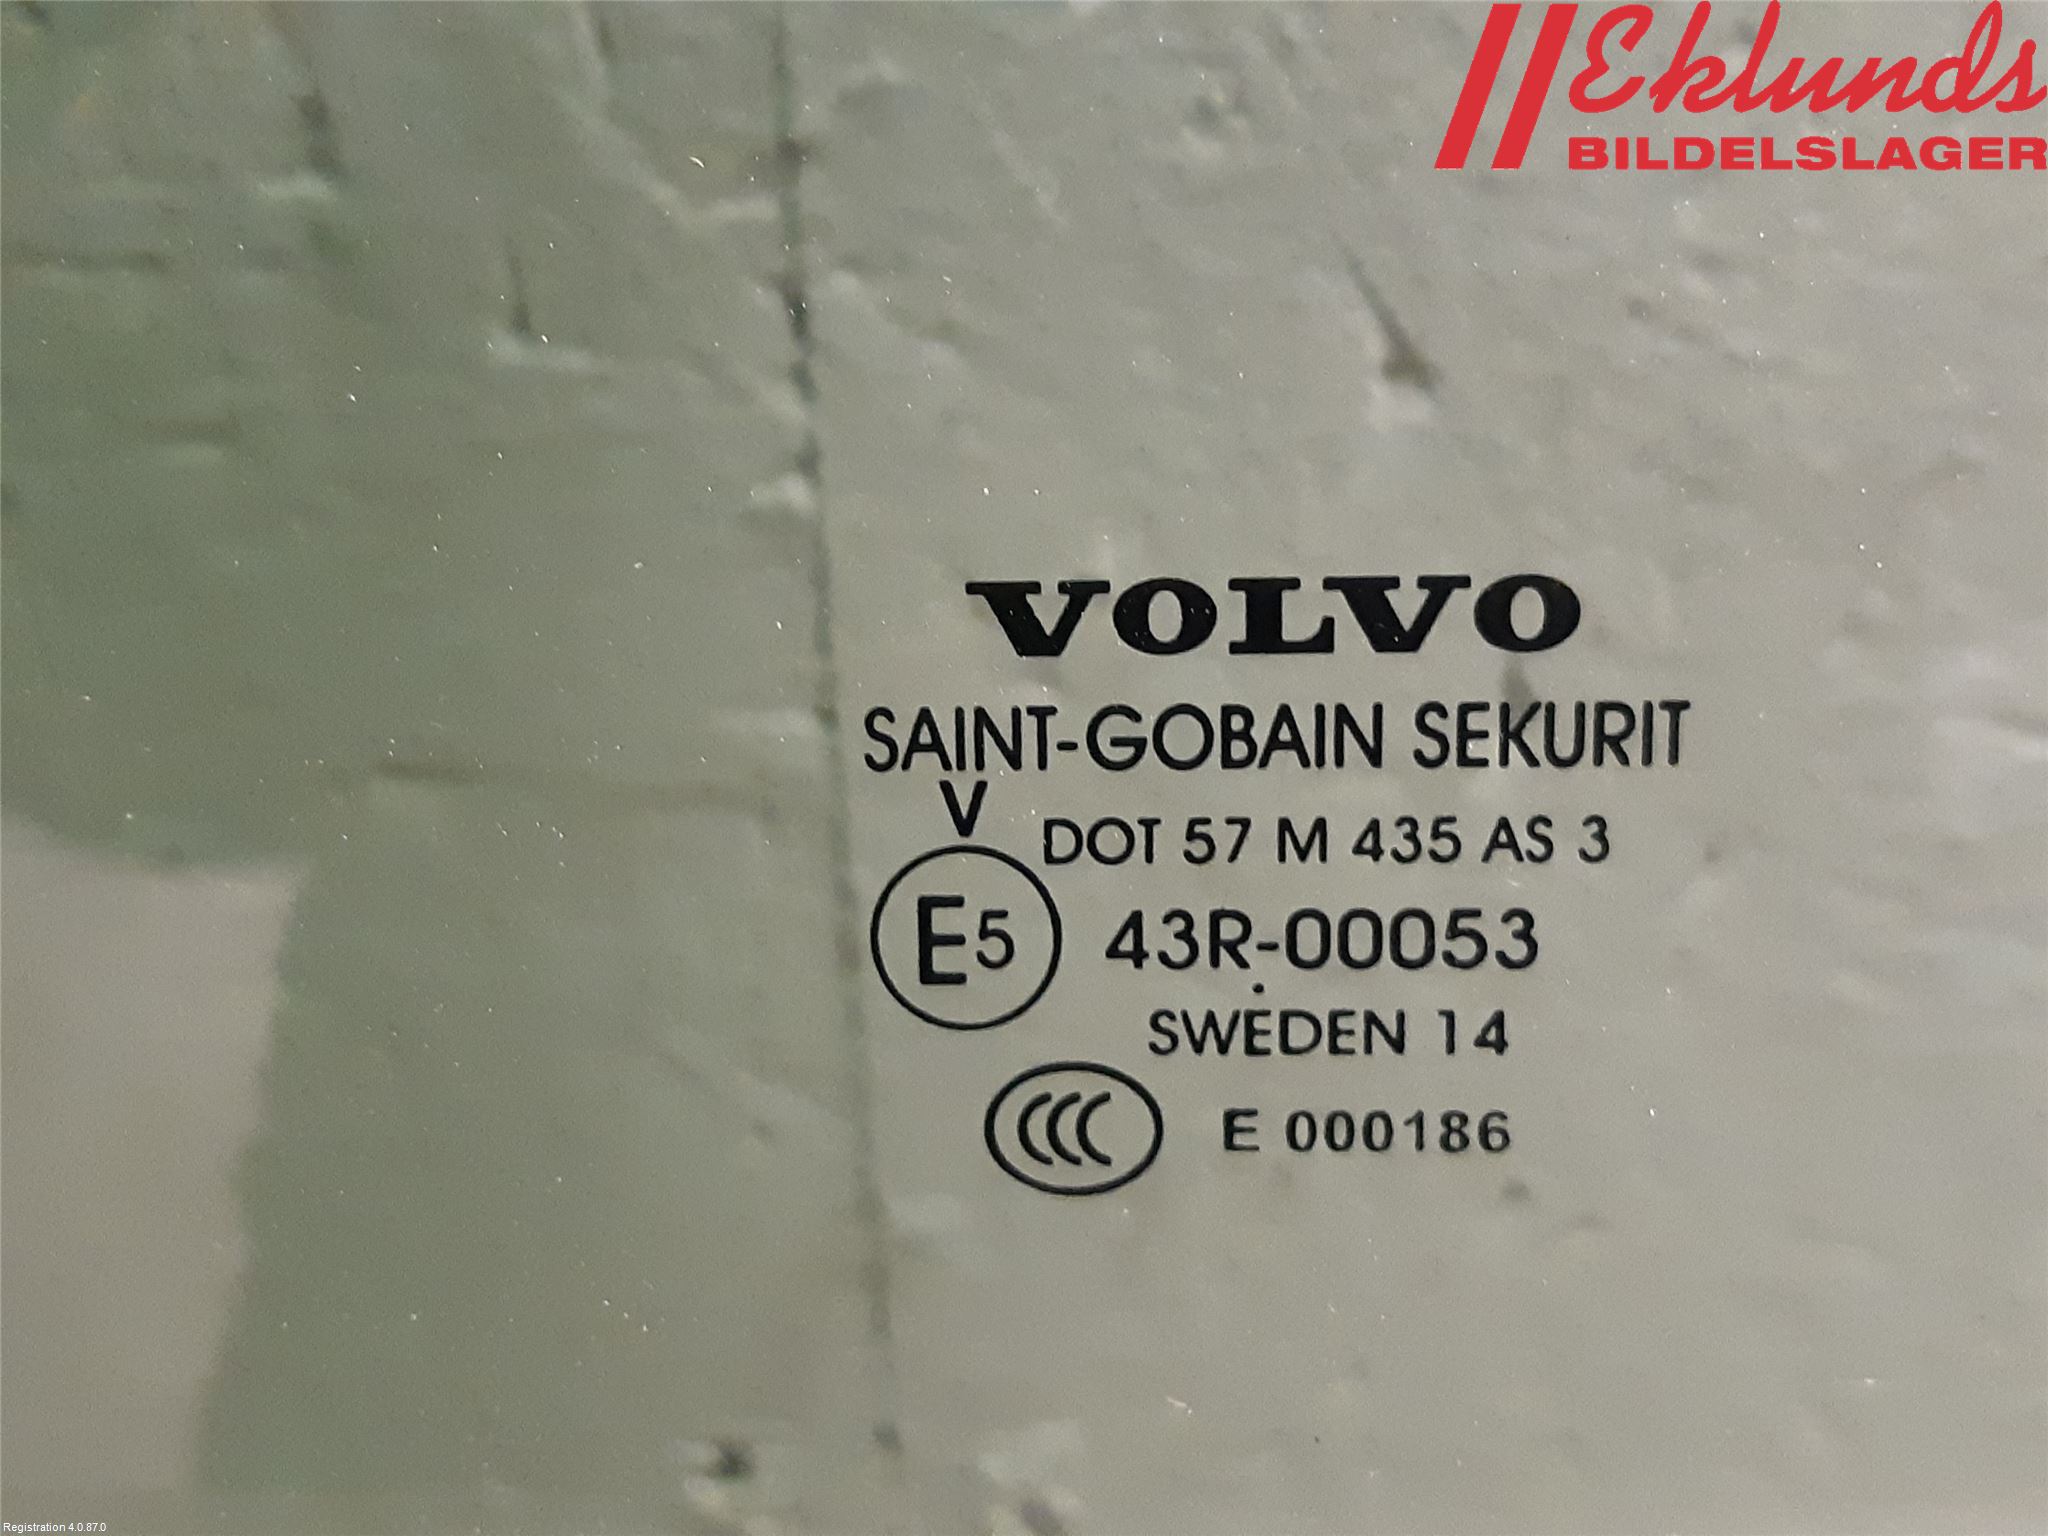 Eklunds
BILDELSLAGER
VOLVO
SAINT-GOBAIN SEKURIT
V
DOT 57 M 435 AS 3
E5 43R-00053
SWEDEN 14
CCC E 000186
Registration 4.0.87.0